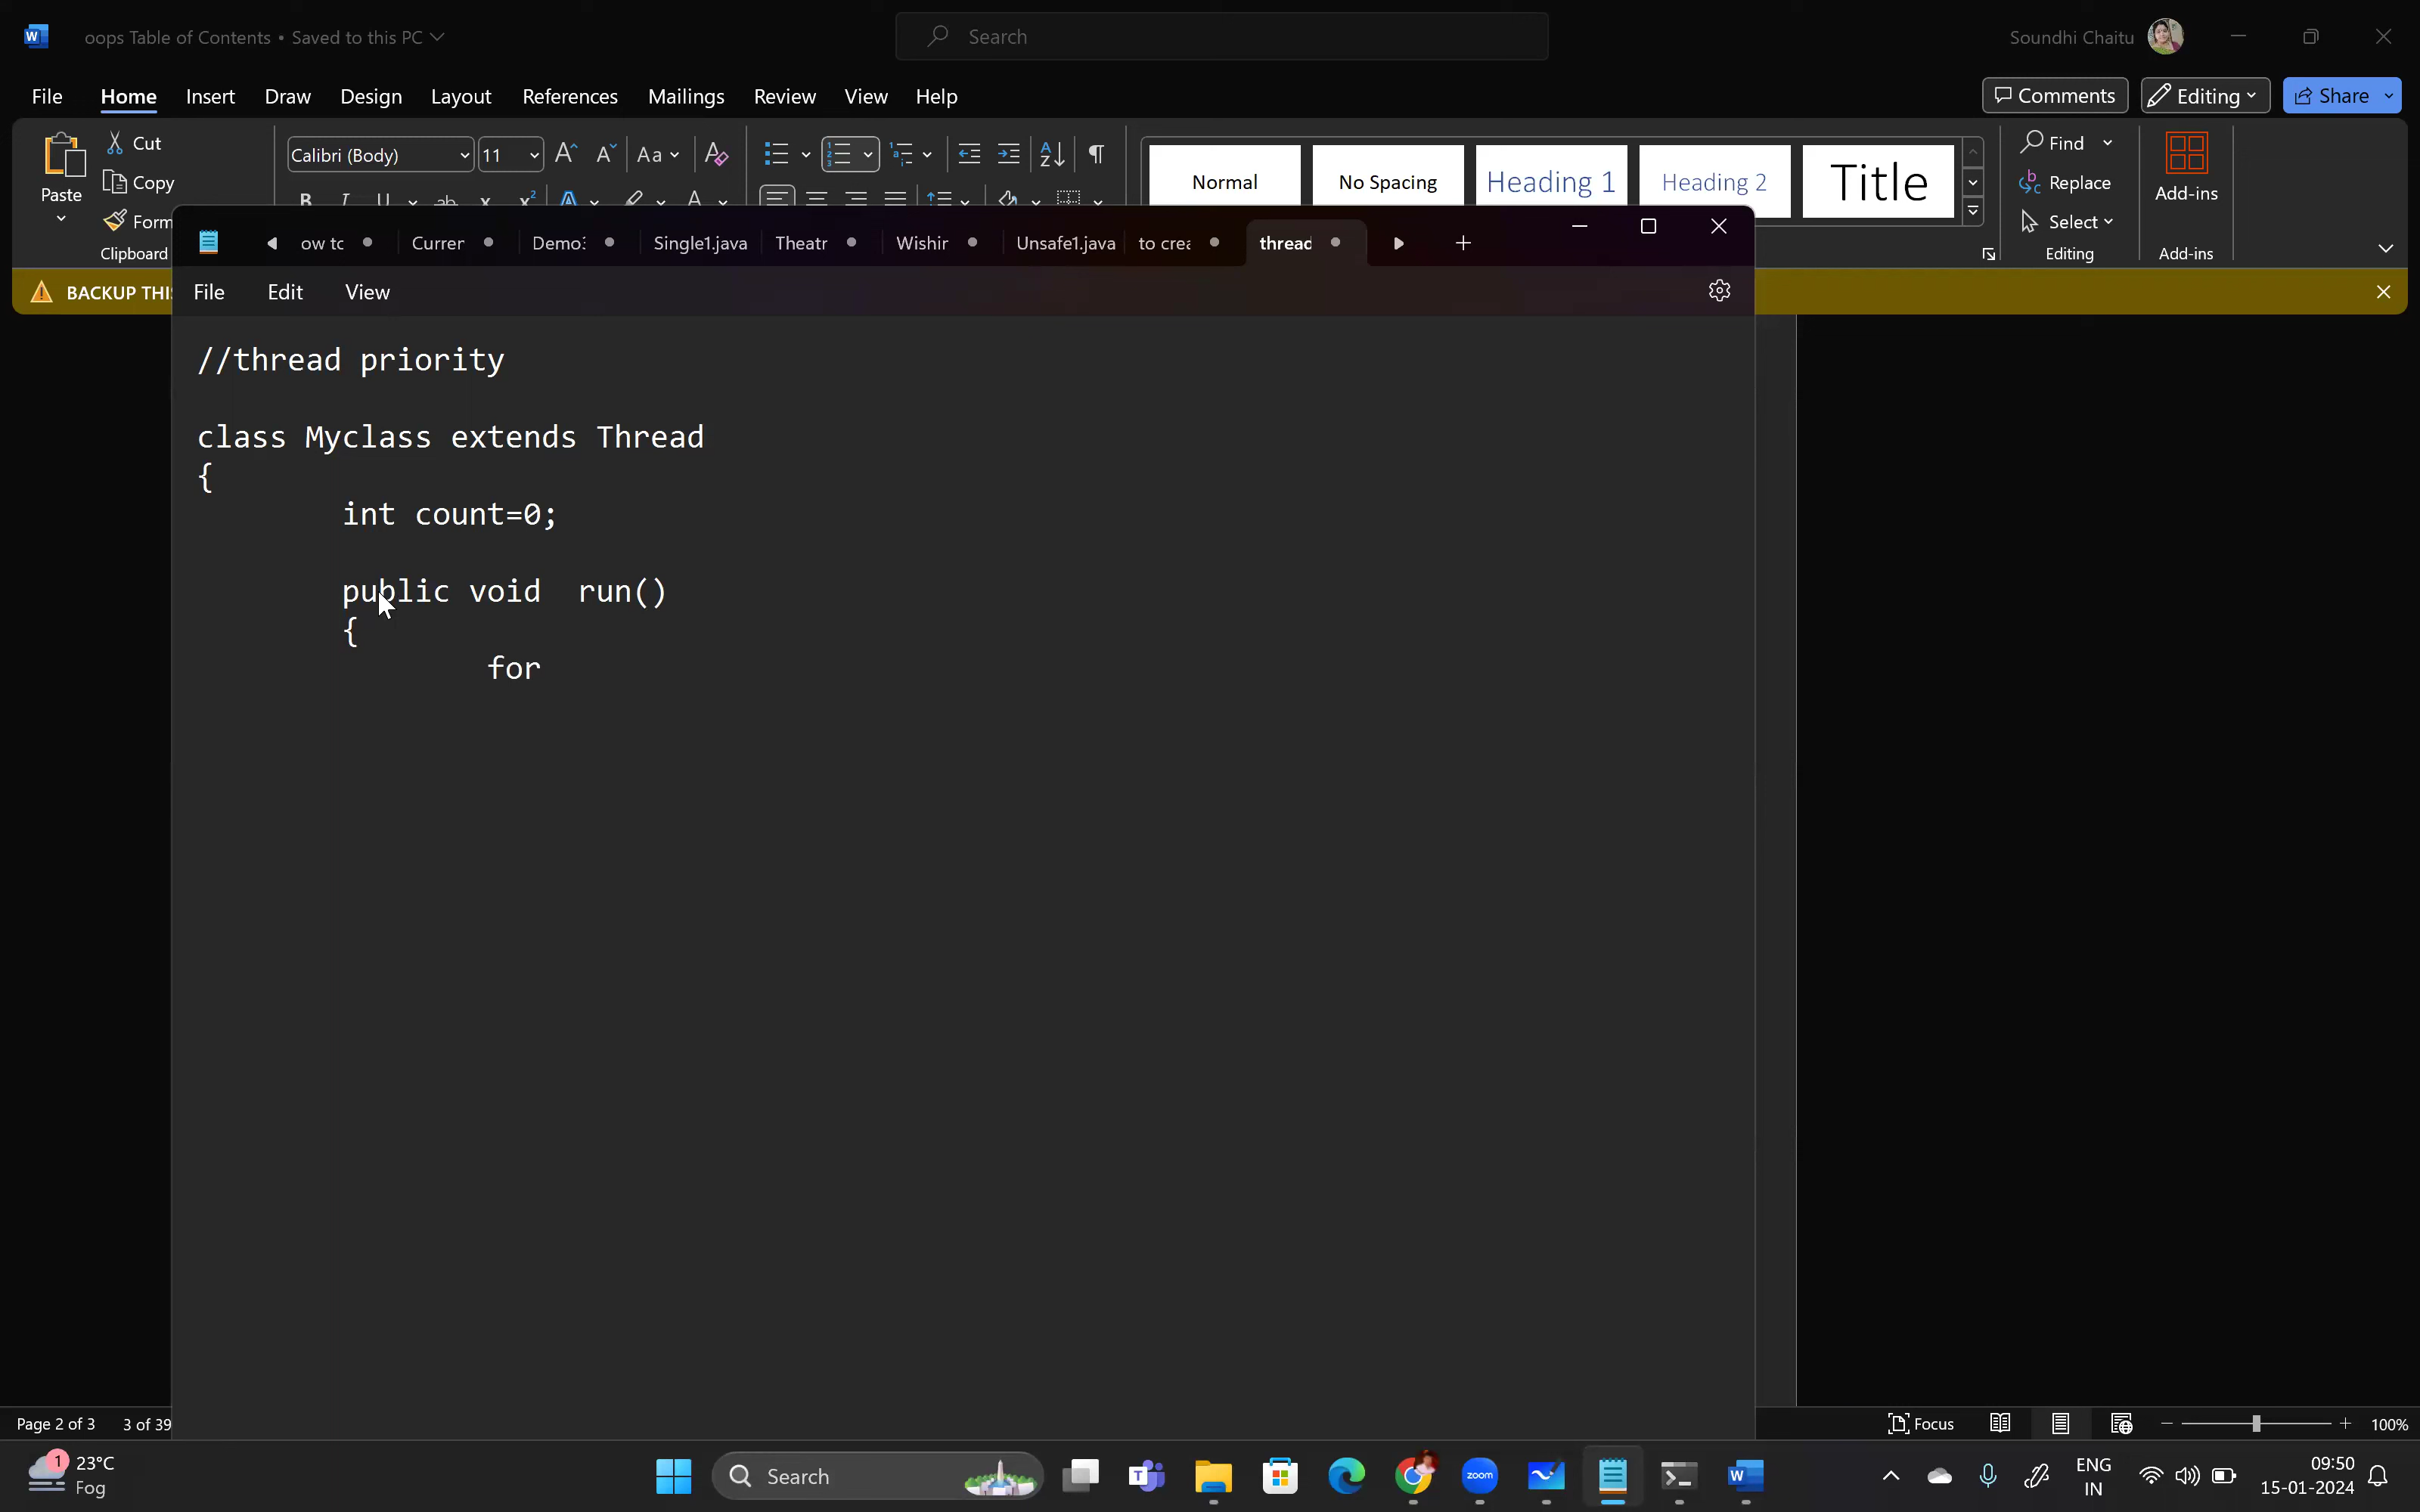 oops Table of Contents • Saved to this PC
Search
Soundhi Chaitu
File Home Insert Draw Design Layout References Mailings Review View Help
Comments Editing Share
Paste
Cut
Copy
Form
Clipboard
Calibri (Body) 11
Normal
No Spacing
Heading 1
Heading 2
Title
Find
Replace
Select
Editing
Add-ins
Add-ins
BACKUP THI
ow to Currer Demo3 Single1.java Theatr Wishir Unsafe1.java to crea thread
File Edit View
//thread priority
class Myclass extends Thread
{
int count=0;
public void  run()
{
for
Page 2 of 3 3 of 39
Focus
100%
1
23°C
Fog
Search
zoom
ENG
IN
09:50
15-01-2024